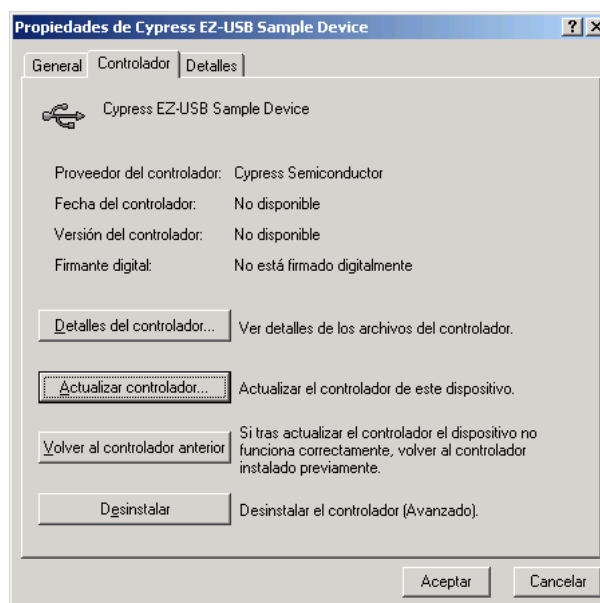 Propiedades de Cypress EZ-USB Sample Device
General Controlador Detalles
Cypress EZ-USB Sample Device
Proveedor del controlador: Cypress Semiconductor
Fecha del controlador: No disponible
Versión del controlador: No disponible
Firmante digital: No está firmado digitalmente
Detalles del controlador... Ver detalles de los archivos del controlador.
Actualizar controlador... Actualizar el controlador de este dispositivo.
Volver al controlador anterior Si tras actualizar el controlador el dispositivo no
funciona correctamente, volver al controlador
instalado previamente.
Desinstalar Desinstalar el controlador (Avanzado).
Aceptar Cancelar